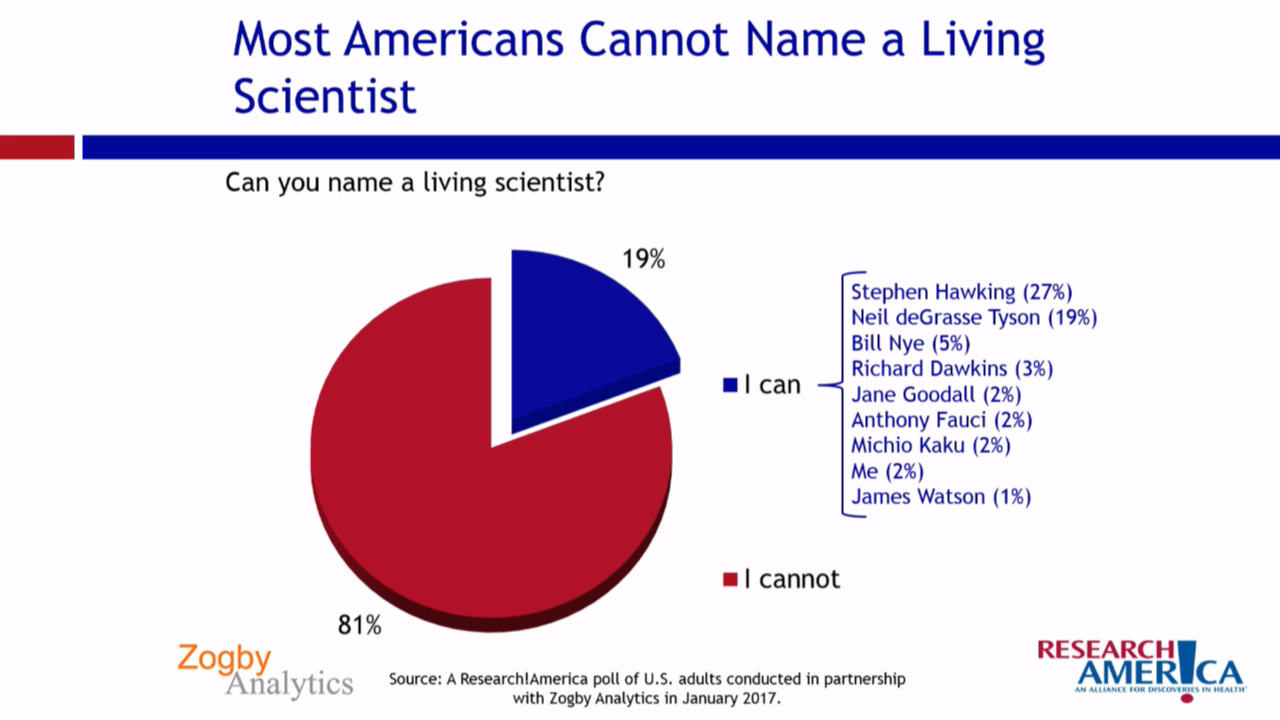 Most Americans Cannot Name a Living
Scientist
Can you name a living scientist?
19%
Stephen Hawking (27%)
Neil deGrasse Tyson (19%)
Bill Nye (5%)
Richard Dawkins (3%)
I can
Jane Goodall (2%)
Anthony Fauci (2%)
Michio Kaku (2%)
Me (2%)
James Watson (1%)
I cannot
81%
Zogby
Analytics
Source: A Research!America poll of U.S. adults conducted in partnership
with Zogby Analytics in January 2017.
RESEARCH
AMER!CA
AN ALLIANCE FOR DISCOVERIES IN HEALTH